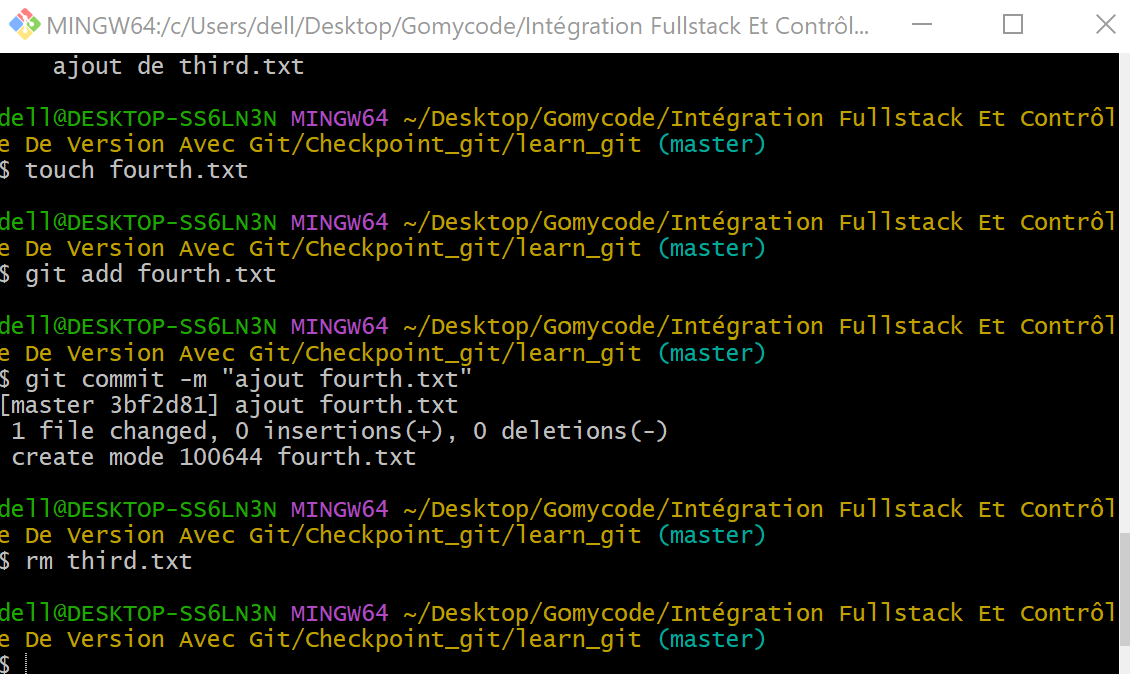 MINGW64:/c/Users/dell/Desktop/Gomycode/Intégration Fullstack Et Contrôl...
ajout de third.txt
dell@DESKTOP-SS6LN3N MINGW64 ~/Desktop/Gomycode/Intégration Fullstack Et Contrôl
e De Version Avec Git/Checkpoint_git/learn_git (master)
$ touch fourth.txt
dell@DESKTOP-SS6LN3N MINGW64 ~/Desktop/Gomycode/Intégration Fullstack Et Contrôl
e De Version Avec Git/Checkpoint_git/learn_git (master)
$ git add fourth.txt
dell@DESKTOP-SS6LN3N MINGW64 ~/Desktop/Gomycode/Intégration Fullstack Et Contrôl
e De Version Avec Git/Checkpoint_git/learn_git (master)
$ git commit -m "ajout fourth.txt"
[master 3bf2d81] ajout fourth.txt
1 file changed, 0 insertions(+), 0 deletions(-)
create mode 100644 fourth.txt
dell@DESKTOP-SS6LN3N MINGW64 ~/Desktop/Gomycode/Intégration Fullstack Et Contrôl
e De Version Avec Git/Checkpoint_git/learn_git (master)
$ rm third.txt
dell@DESKTOP-SS6LN3N MINGW64 ~/Desktop/Gomycode/Intégration Fullstack Et Contrôl
e De Version Avec Git/Checkpoint_git/learn_git (master)
$